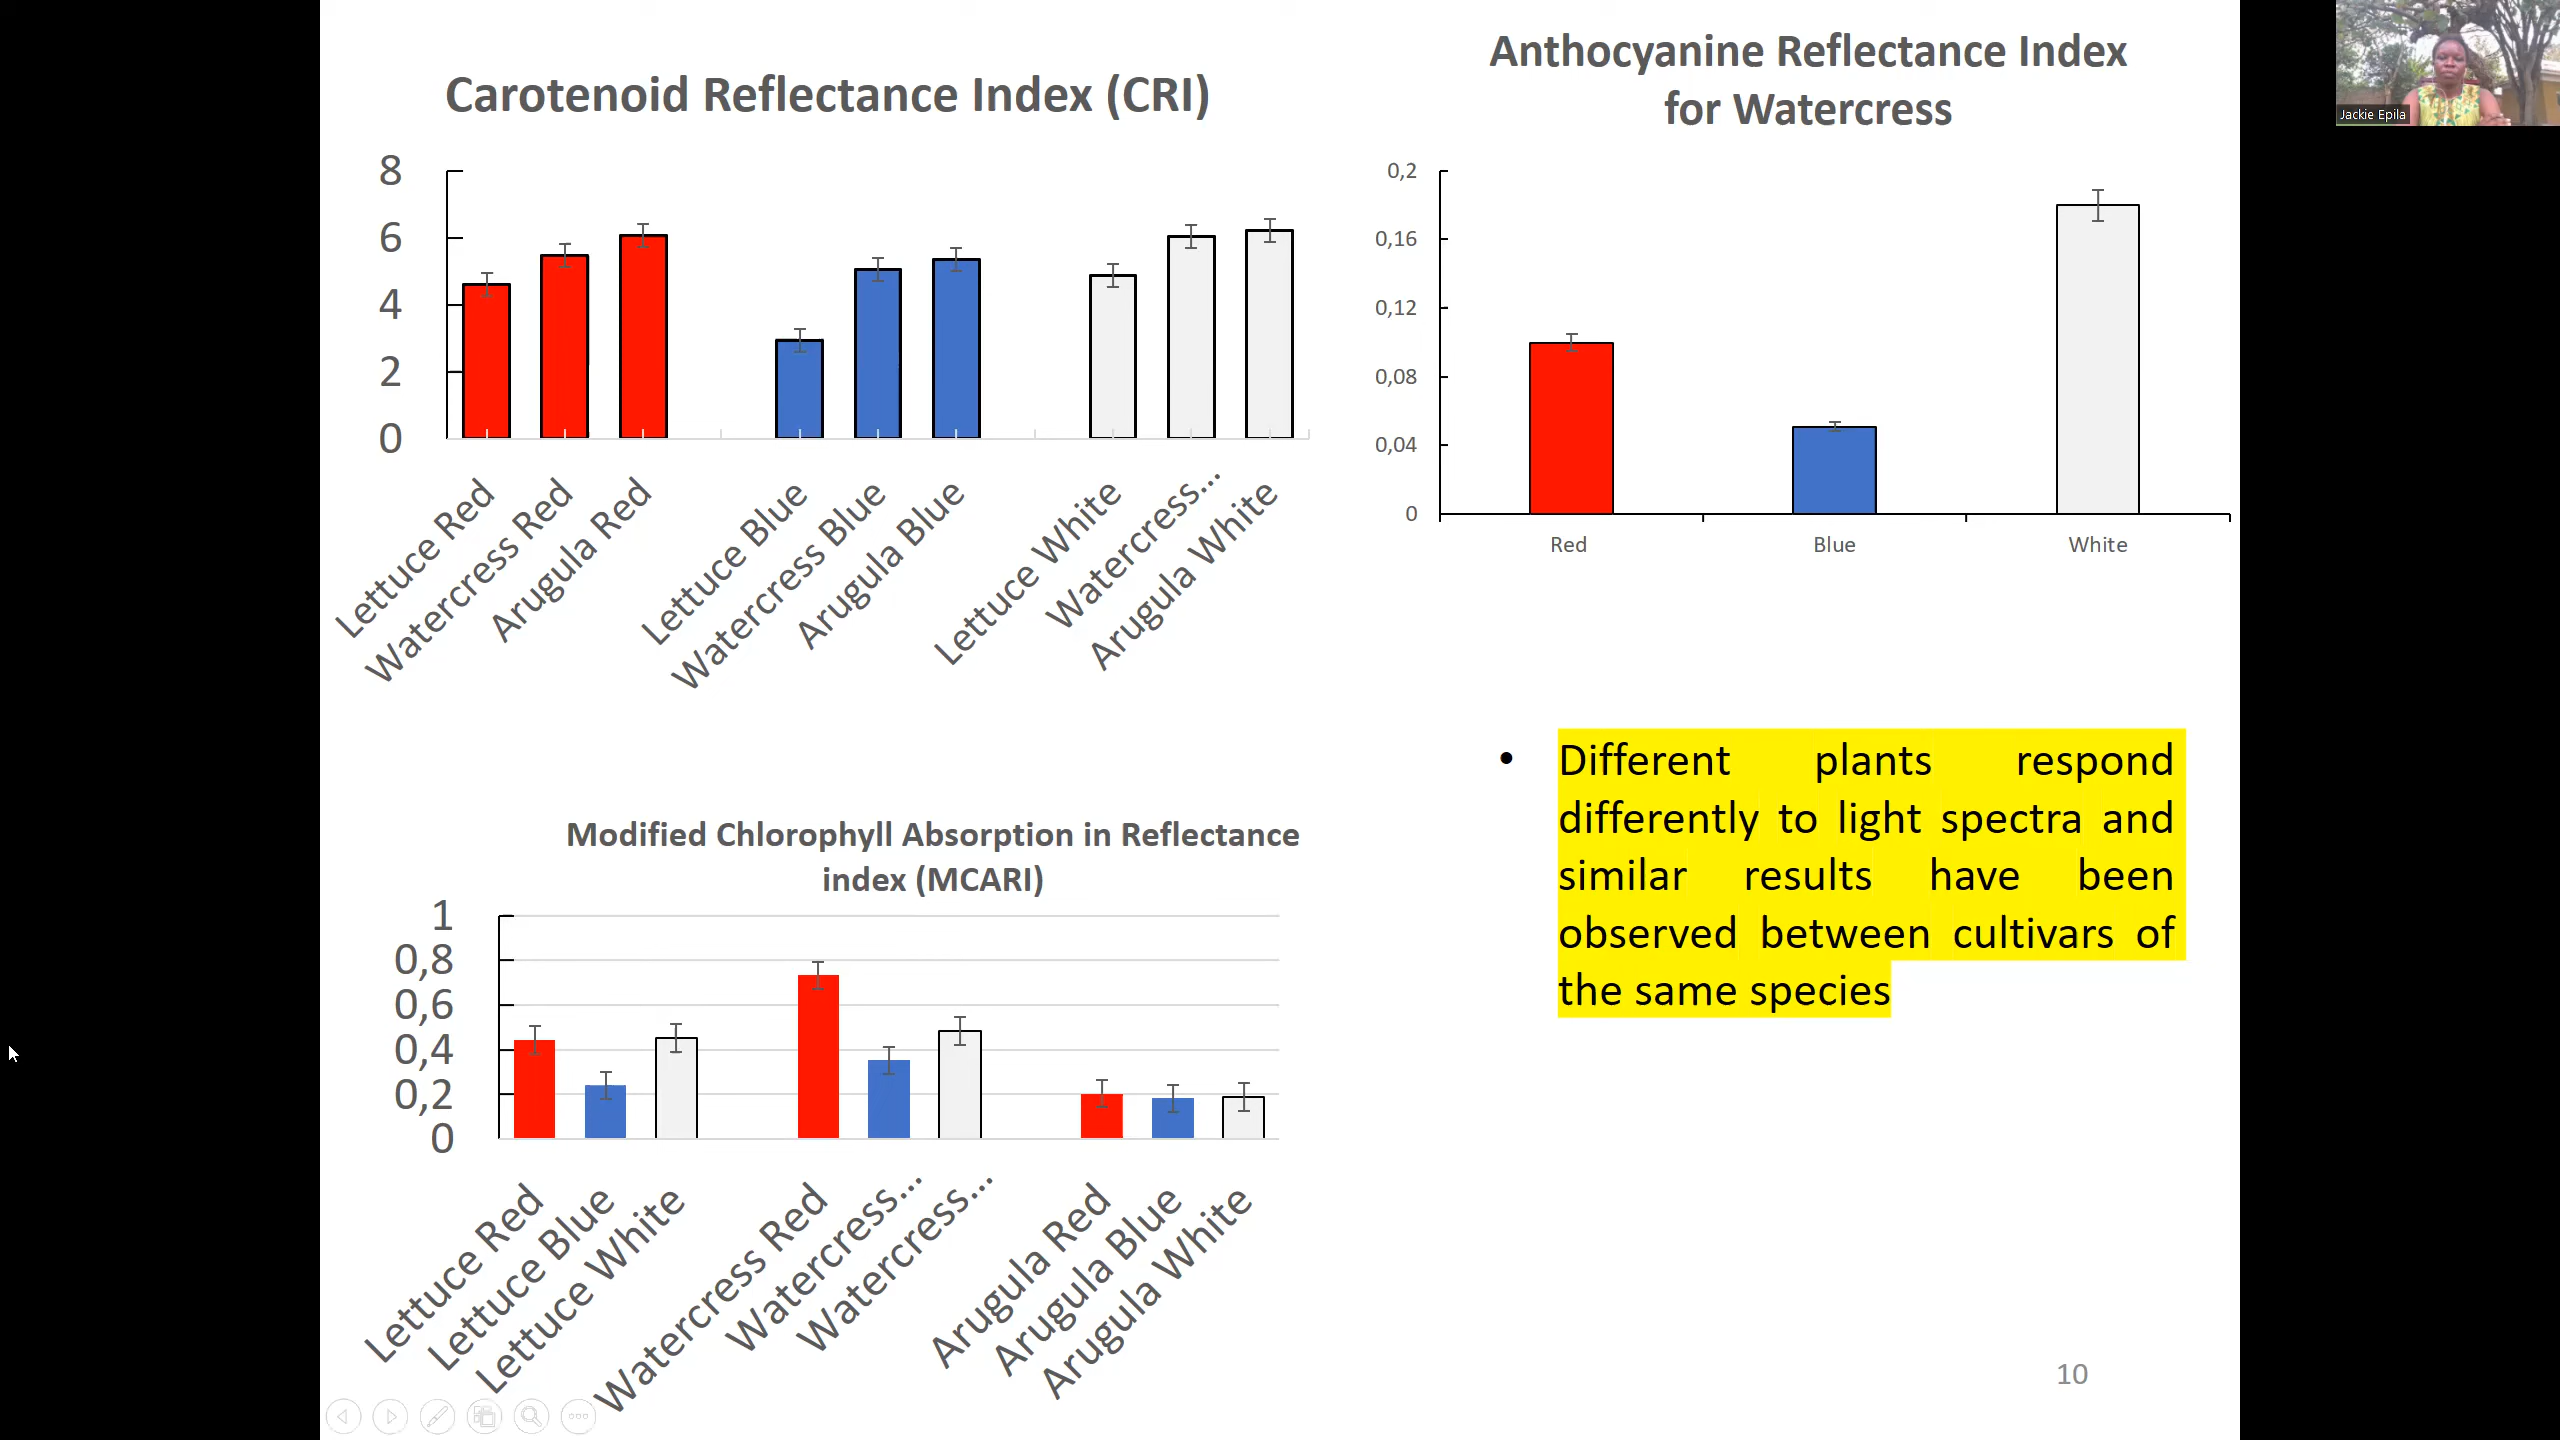 Carotenoid Reflectance Index (CRI)
8
6
4
2
0
Lettuce Red
Watercress Red
Arugula Red
Lettuce Blue
Watercress Blue
Arugula Blue
Lettuce White
Watercress...
Arugula White
Anthocyanine Reflectance Index
for Watercress
0,2
0,16
0,12
0,08
0,04
0
Red
Blue
White
Jackie Epila
Modified Chlorophyll Absorption in Reflectance
index (MCARI)
1
0,8
0,6
0,4
0,2
0
Lettuce Red
Lettuce Blue
Lettuce White
Watercress Red
Watercress...
Watercress...
Arugula Red
Arugula Blue
Arugula White
• Different plants respond
differently to light spectra and
similar results have been
observed between cultivars of
the same species
10